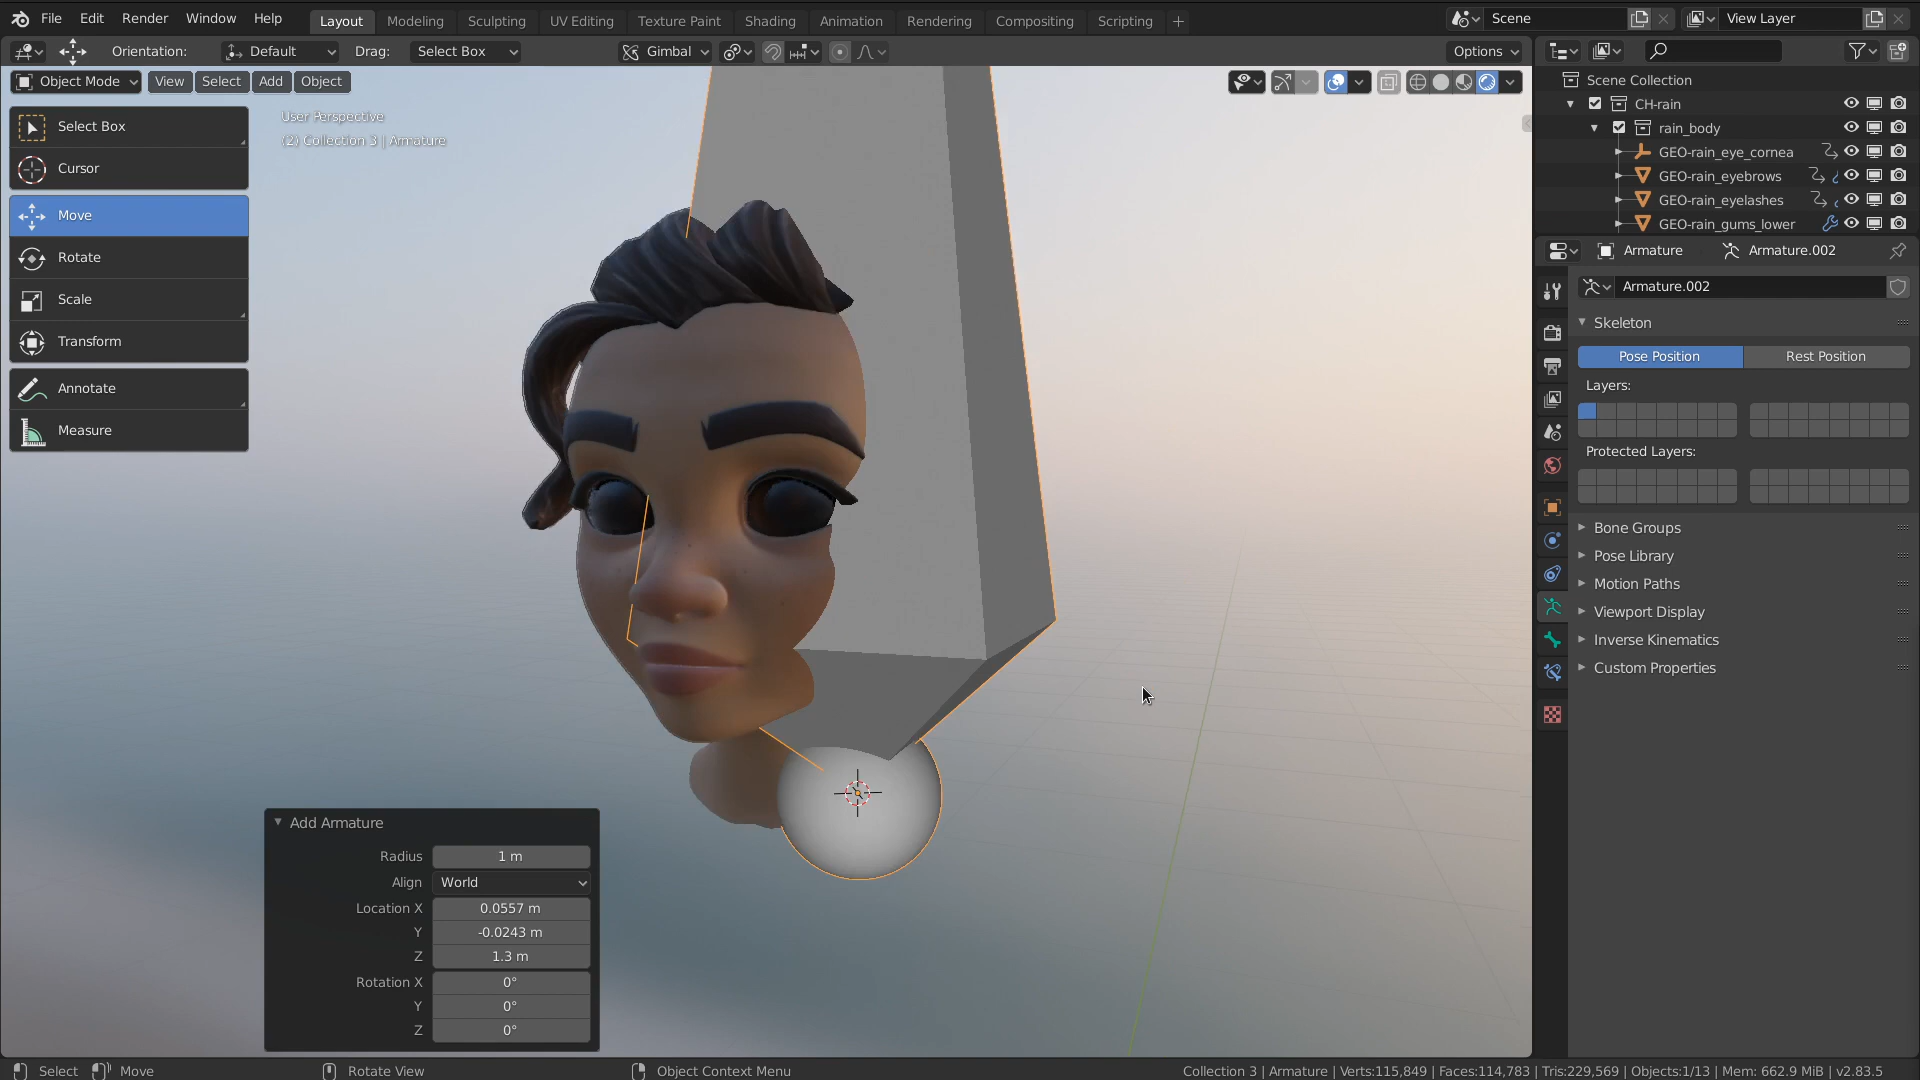 File Edit Render Window Help Layout Modeling Sculpting UV Editing Texture Paint Shading Animation Rendering Compositing Scripting + Scene View Layer
Orientation: Default Drag: Select Box Gimbal Options
Object Mode View Select Add Object
User Perspective
(2) Collection 3 | Armature
Select Box
Cursor
Move
Rotate
Scale
Transform
Annotate
Measure
Add Armature
Radius 1 m
Align World
Location X 0.0557 m
Y -0.0243 m
Z 1.3 m
Rotation X 0°
Y 0°
Z 0°
Scene Collection
CH-rain
rain_body
GEO-rain_eye_cornea
GEO-rain_eyebrows
GEO-rain_eyelashes
GEO-rain_gums_lower
Armature Armature.002
Armature.002
Skeleton
Pose Position Rest Position
Layers:
Protected Layers:
Bone Groups
Pose Library
Motion Paths
Viewport Display
Inverse Kinematics
Custom Properties
Select Move Rotate View Object Context Menu Collection 3 | Armature | Verts:115,849 | Faces:114,783 | Tris:229,569 | Objects:1/13 | Mem: 662.9 MiB | v2.83.5